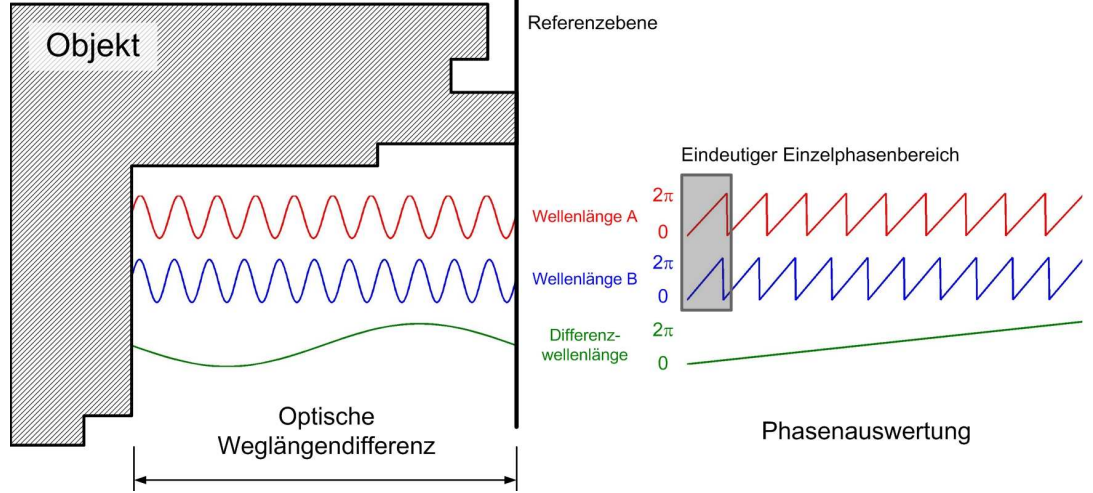 Objekt
Referenzebene
Eindeutiger Einzelphasenbereich
Wellenlänge A
2π
0
Wellenlänge B
2π
0
Differenz-
wellenlänge
2π
0
Optische
Weglängendifferenz
Phasenauswertung